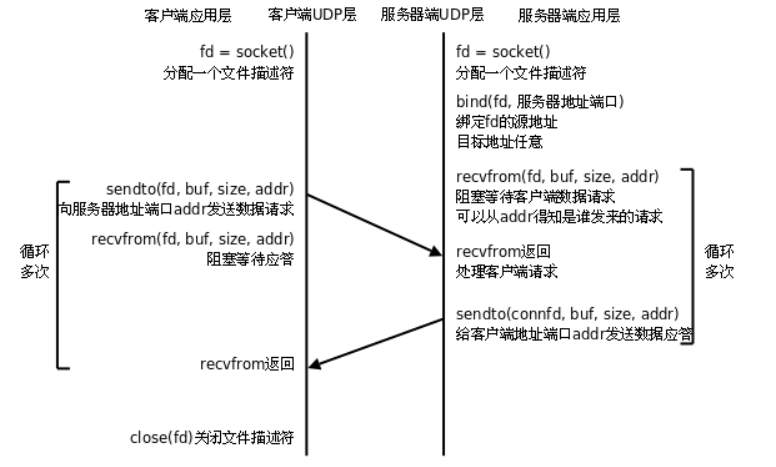 客户端应用层 客户端UDP层 服务器端UDP层 服务器端应用层
fd = socket()
分配一个文件描述符
fd = socket()
分配一个文件描述符
bind(fd, 服务器地址端口)
绑定fd的源地址
目标地址任意
sendto(fd, buf, size, addr)
向服务器地址端口addr发送数据请求
recvfrom(fd, buf, size, addr)
阻塞等待应答
循环
多次
recvfrom(fd, buf, size, addr)
阻塞等待客户端数据请求
可以从addr得知是谁发来的请求
recvfrom返回
处理客户端请求
循环
多次
sendto(connfd, buf, size, addr)
给客户端地址端口addr发送数据应答
recvfrom返回
close(fd)关闭文件描述符